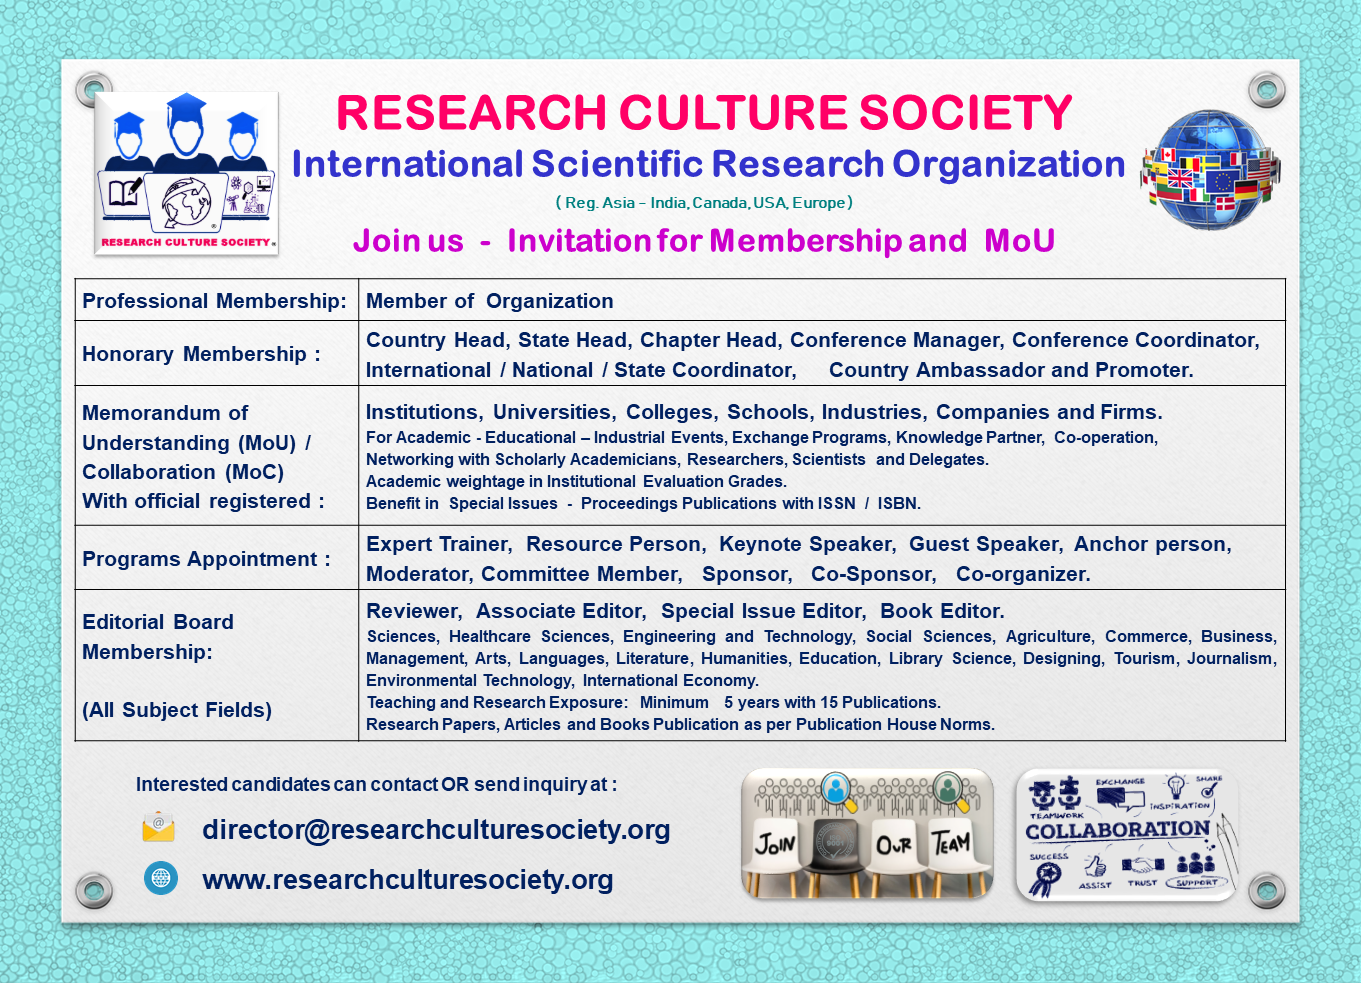 RESEARCH CULTURE SOCIETY
International Scientific Research Organization
( Reg. Asia – India, Canada, USA, Europe )
Join us - Invitation for Membership and MoU
RESEARCH CULTURE SOCIETY
Professional Membership:
Member of Organization
Honorary Membership :
Country Head, State Head, Chapter Head, Conference Manager, Conference Coordinator,
International / National / State Coordinator, Country Ambassador and Promoter.
Memorandum of
Understanding (MoU) /
Collaboration (MoC)
With official registered :
Institutions, Universities, Colleges, Schools, Industries, Companies and Firms.
For Academic - Educational – Industrial Events, Exchange Programs, Knowledge Partner, Co-operation,
Networking with Scholarly Academicians, Researchers, Scientists and Delegates.
Academic weightage in Institutional Evaluation Grades.
Benefit in Special Issues - Proceedings Publications with ISSN / ISBN.
Programs Appointment :
Expert Trainer, Resource Person, Keynote Speaker, Guest Speaker, Anchor person,
Moderator, Committee Member, Sponsor, Co-Sponsor, Co-organizer.
Editorial Board
Membership:
(All Subject Fields)
Reviewer, Associate Editor, Special Issue Editor, Book Editor.
Sciences, Healthcare Sciences, Engineering and Technology, Social Sciences, Agriculture, Commerce, Business,
Management, Arts, Languages, Literature, Humanities, Education, Library Science, Designing, Tourism, Journalism,
Environmental Technology, International Economy.
Teaching and Research Exposure: Minimum 5 years with 15 Publications.
Research Papers, Articles and Books Publication as per Publication House Norms.
Interested candidates can contact OR send inquiry at :
director@researchculturesociety.org
www.researchculturesociety.org
JOIN OUR TEAM
EXCHANGE
SHARE
TEAMWORK
INSPIRATION
COLLABORATION
SUCCESS
ASSIST
TRUST
SUPPORT